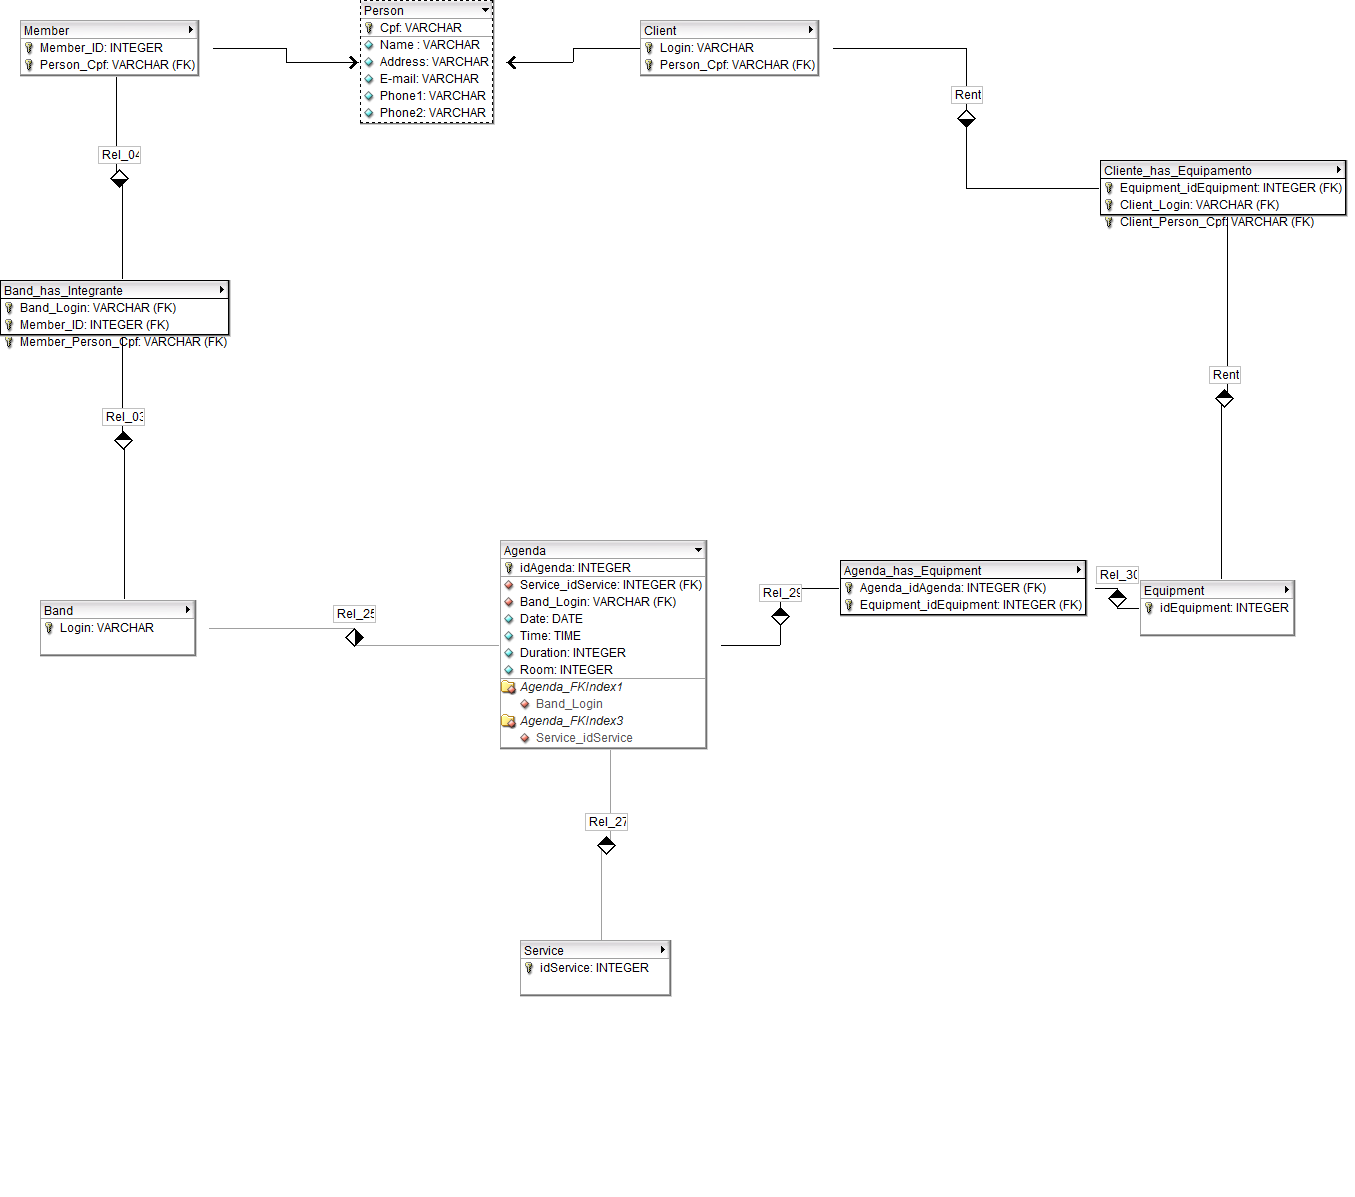 Member
Member_ID: INTEGER
Person_Cpf: VARCHAR (FK)
Person
Cpf: VARCHAR
Name : VARCHAR
Address: VARCHAR
E-mail: VARCHAR
Phone1: VARCHAR
Phone2: VARCHAR
Client
Login: VARCHAR
Person_Cpf: VARCHAR (FK)
Rent
Rel_04
Cliente_has_Equipamento
Equipment_idEquipment: INTEGER (FK)
Client_Login: VARCHAR (FK)
Client_Person_Cpf: VARCHAR (FK)
Band_has_Integrante
Band_Login: VARCHAR (FK)
Member_ID: INTEGER (FK)
Member_Person_Cpf: VARCHAR (FK)
Rent
Rel_03
Agenda
idAgenda: INTEGER
Service_idService: INTEGER (FK)
Band_Login: VARCHAR (FK)
Date: DATE
Time: TIME
Duration: INTEGER
Room: INTEGER
Agenda_FKIndex1
Band_Login
Agenda_FKIndex3
Service_idService
Agenda_has_Equipment
Agenda_idAgenda: INTEGER (FK)
Equipment_idEquipment: INTEGER (FK)
Rel_29
Rel_30
Equipment
idEquipment: INTEGER
Band
Login: VARCHAR
Rel_25
Rel_27
Service
idService: INTEGER